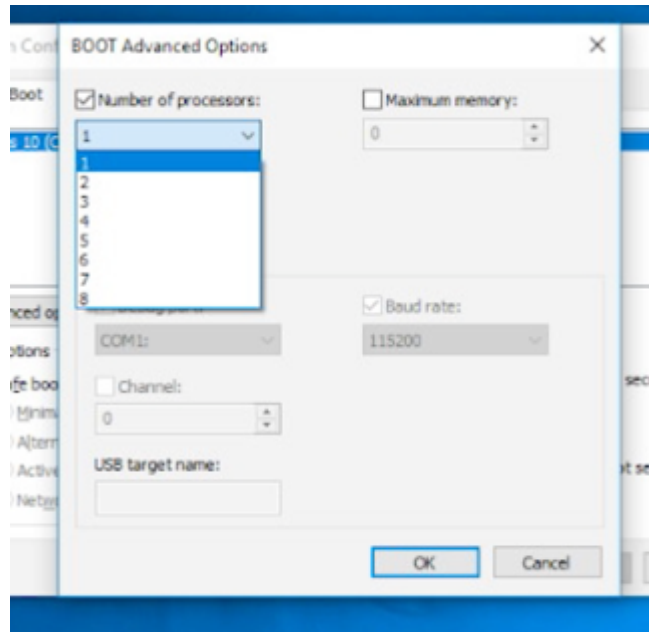 BOOT Advanced Options
Boot
Number of processors:
Maximum memory:
1
0
1
2
3
4
5
6
7
8
Baud rate:
COM1:
115200
Channel:
0
USB target name:
OK
Cancel